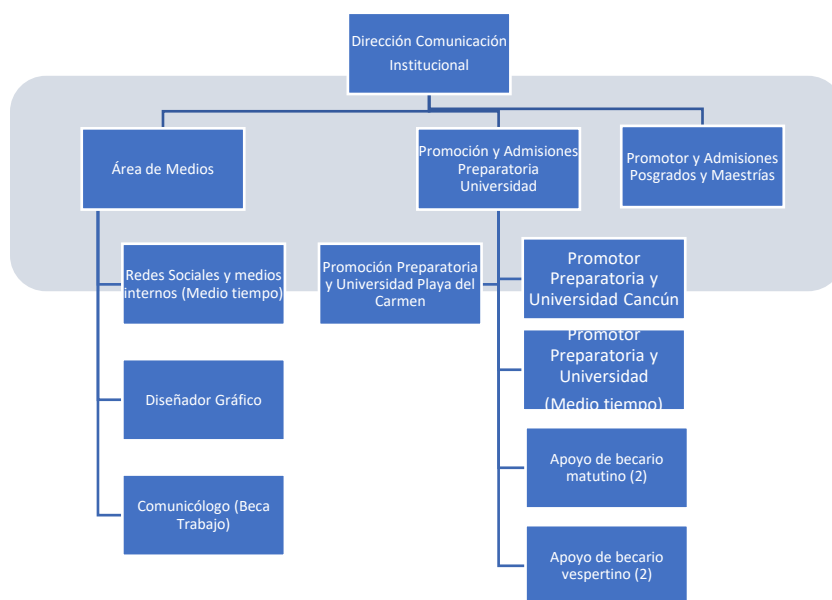 Dirección Comunicación
Institucional
Área de Medios
Promoción y Admisiones
Preparatoria
Universidad
Promotor y Admisiones
Posgrados y Maestrías
Redes Sociales y medios
internos (Medio tiempo)
Promoción Preparatoria
y Universidad Playa del
Carmen
Promotor
Preparatoria y
Universidad Cancún
Promotor
Preparatoria y
Universidad
(Medio tiempo)
Diseñador Gráfico
Apoyo de becario
matutino (2)
Comunicólogo (Beca
Trabajo)
Apoyo de becario
vespertino (2)